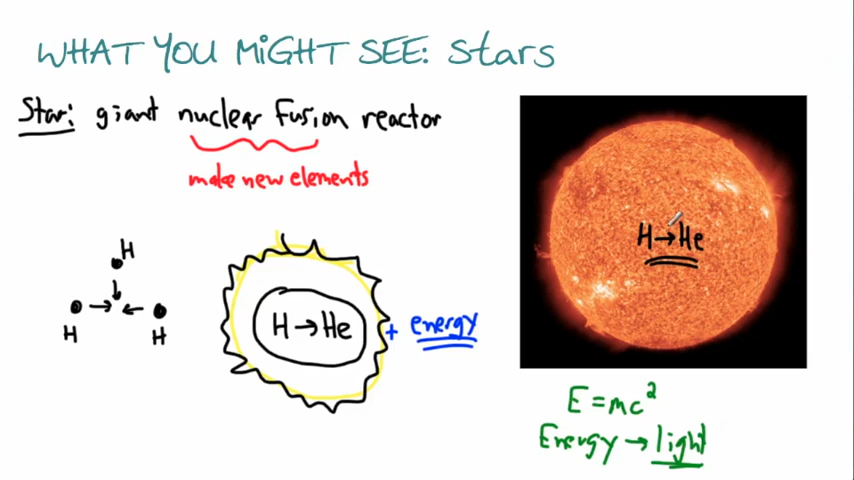 WHAT YOU MiGHT SEE: Stars
Star: giant nuclear fusion reactor
make new elements
H
H
H
H→He
+ energy
H→He
E=mc²
Energy → light